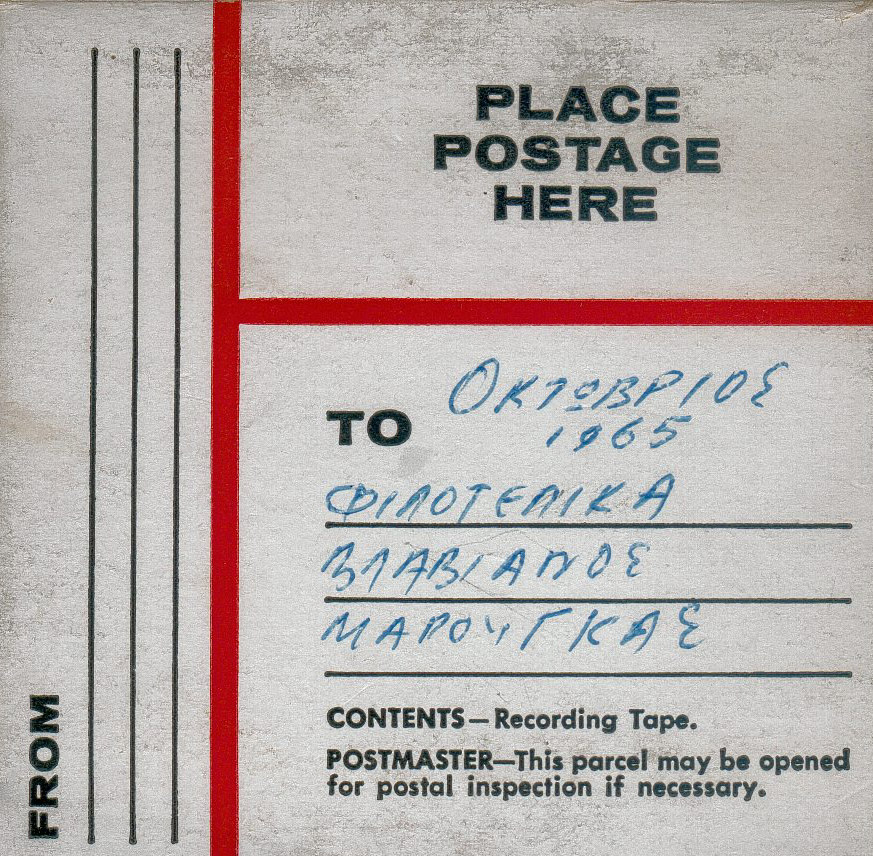 PLACE
POSTAGE
HERE
TO
ΟΚΤΩΒΡΙΟΣ
1965
ΦΙΛΟΤΕΛΙΚΑ
ΒΛΑΒΙΑΝΟΣ
ΜΑΡΟΥΓΚΑΣ
CONTENTS—Recording Tape.
POSTMASTER—This parcel may be opened
for postal inspection if necessary.
FROM